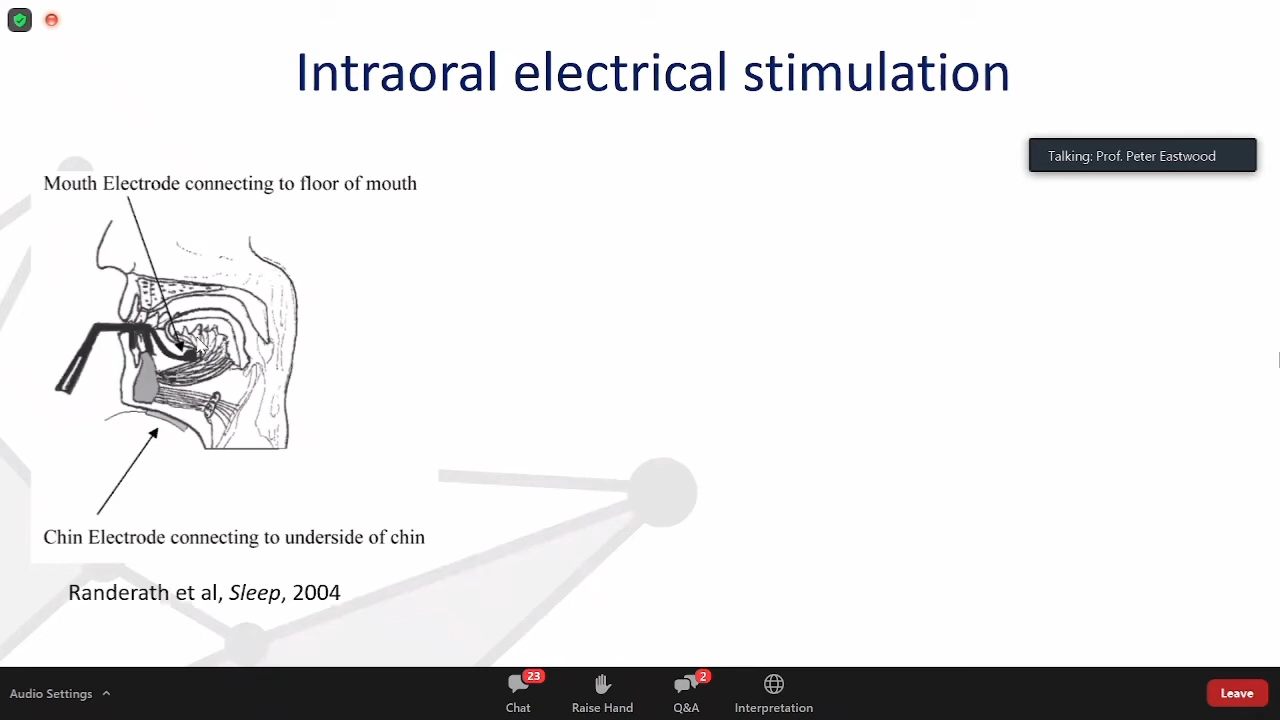 Intraoral electrical stimulation
Talking: Prof. Peter Eastwood
Mouth Electrode connecting to floor of mouth
Chin Electrode connecting to underside of chin
Randerath et al, Sleep, 2004
Audio Settings
23
Chat
Raise Hand
2
Q&A
Interpretation
Leave